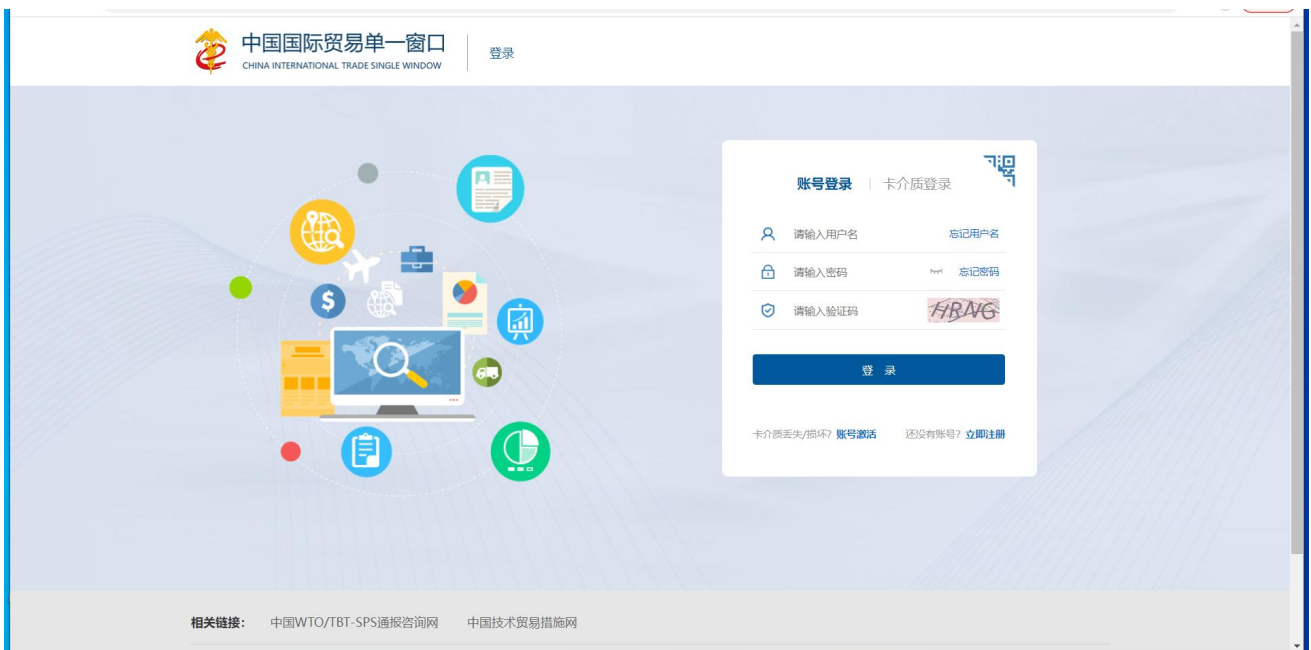 中国国际贸易单一窗口
CHINA INTERNATIONAL TRADE SINGLE WINDOW
登录
账号登录 卡介质登录
请输入用户名 忘记用户名
请输入密码 忘记密码
请输入验证码 HRNG
登 录
卡介质丢失/损坏? 账号激活 还没有账号? 立即注册
相关链接: 中国WTO/TBT-SPS通报咨询网 中国技术贸易措施网